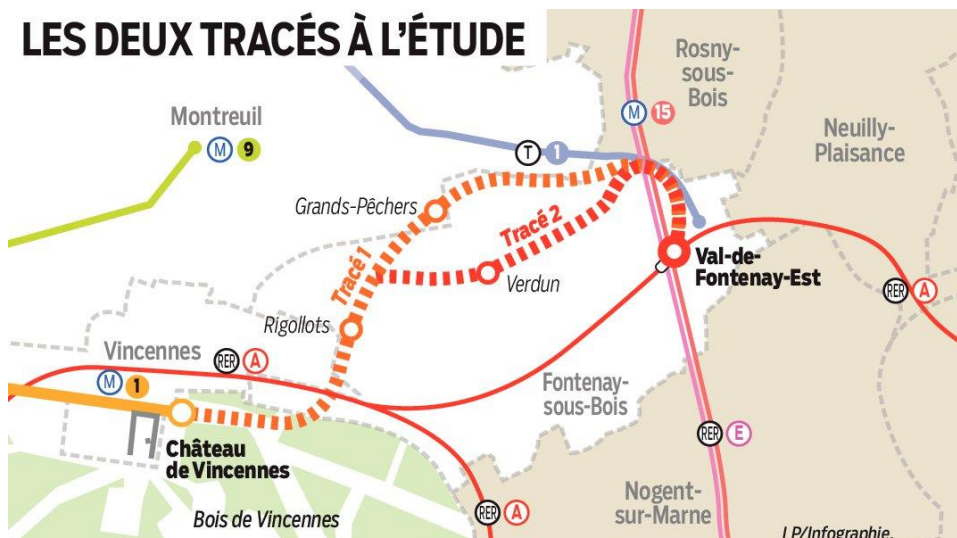 LES DEUX TRACÉS À L'ÉTUDE
Rosny-
sous-
Bois
Montreuil
M 9
M 15
Neuilly-
Plaisance
T 1
Grands-Pêchers
Tracé 2
Tracé 1
Verdun
Val-de-
Fontenay-Est
RER A
Rigollots
Vincennes
RER A
M 1
Fontenay-
sous-Bois
Château
de Vincennes
RER E
Nogent-
sur-Marne
RER A
Bois de Vincennes
LP/Infographie.